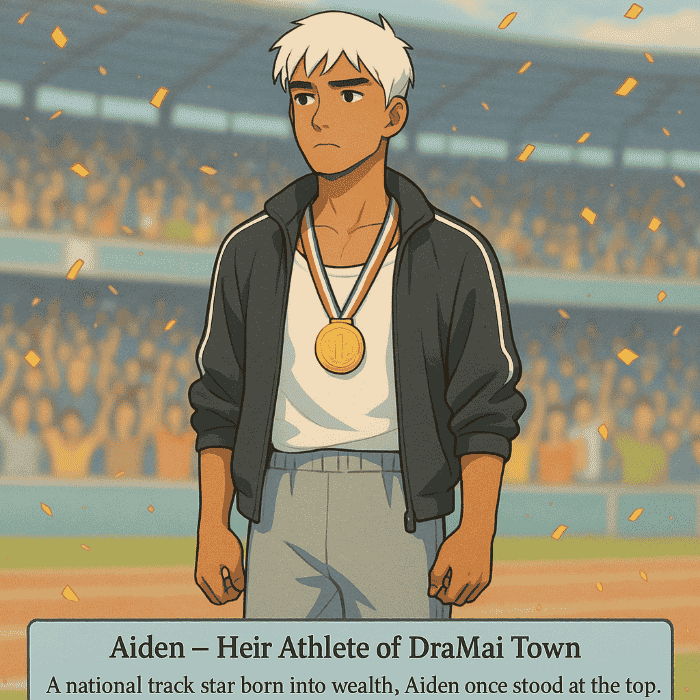 Aiden – Heir Athlete of DraMai Town
A national track star born into wealth, Aiden once stood at the top.